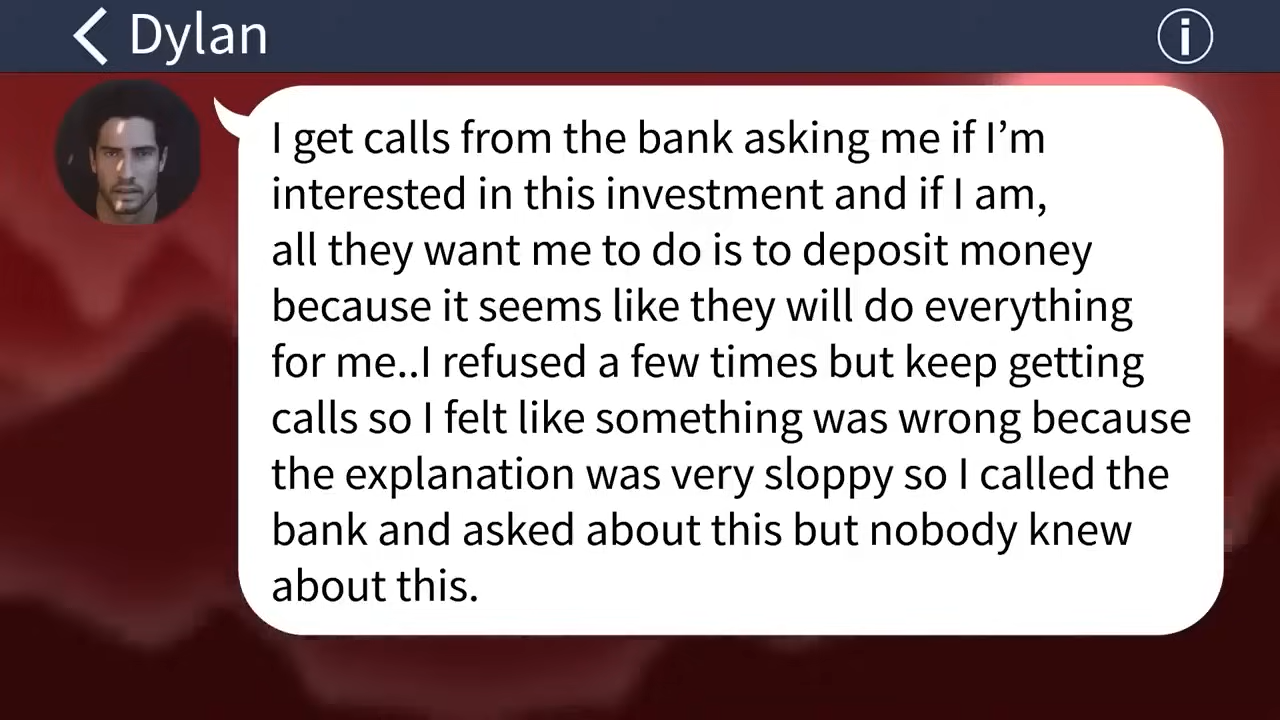 Dylan
I get calls from the bank asking me if I’m
interested in this investment and if I am,
all they want me to do is to deposit money
because it seems like they will do everything
for me..I refused a few times but keep getting
calls so I felt like something was wrong because
the explanation was very sloppy so I called the
bank and asked about this but nobody knew
about this.